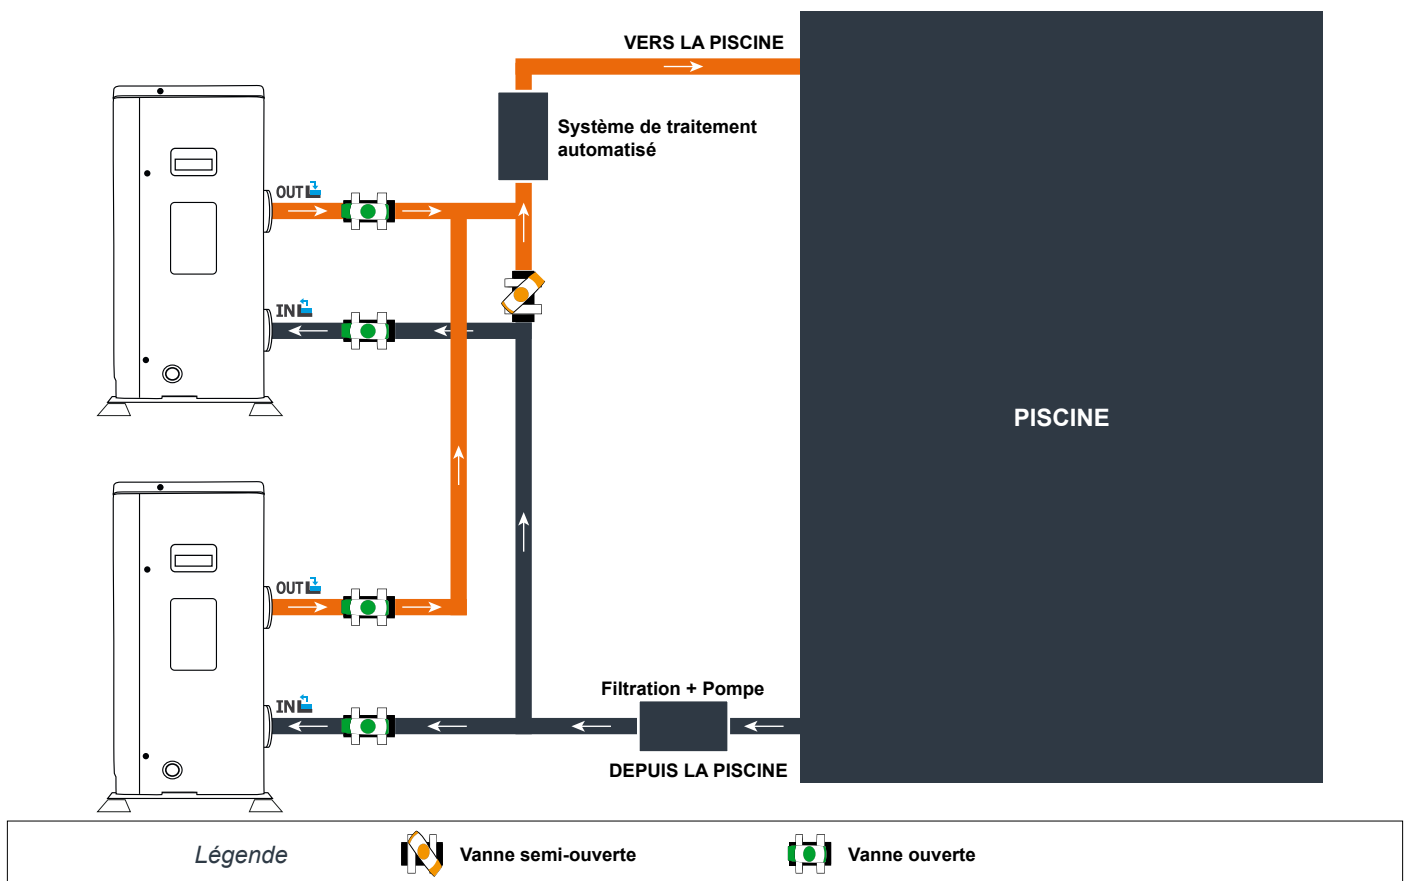 VERS LA PISCINE
Système de traitement
automatisé
OUT
IN
PISCINE
OUT
Filtration + Pompe
IN
DEPUIS LA PISCINE
Légende
Vanne semi-ouverte
Vanne ouverte